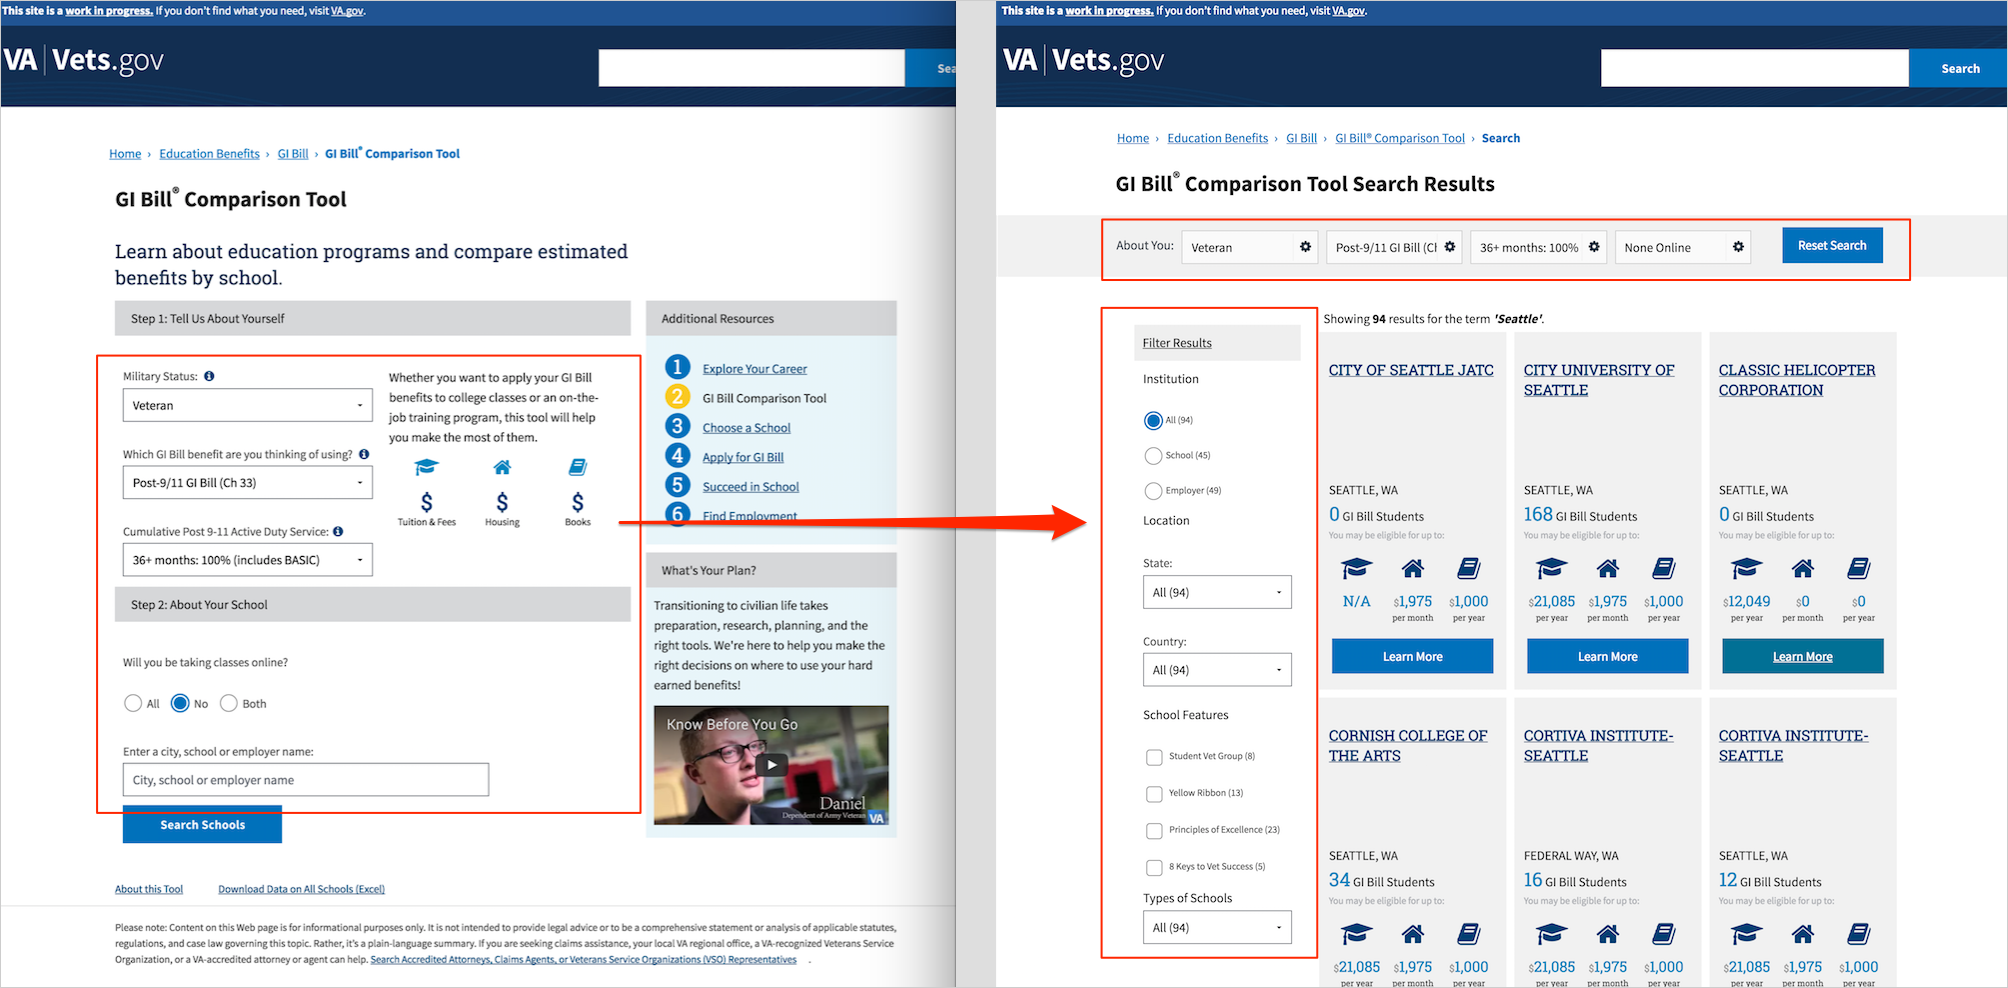 This site is a work in progress. If you don't find what you need, visit VA.gov.
VA | Vets.gov
Home › Education Benefits › GI Bill › GI Bill® Comparison Tool
GI Bill® Comparison Tool
Learn about education programs and compare estimated
benefits by school.
Step 1: Tell Us About Yourself
Military Status:
Veteran
Which GI Bill benefit are you thinking of using?
Post-9/11 GI Bill (Ch 33)
Cumulative Post 9-11 Active Duty Service:
36+ months: 100% (includes BASIC)
Whether you want to apply your GI Bill
benefits to college classes or an on-the-
job training program, this tool will help
you make the most of them.
$ $ $
Tuition & Fees Housing Books
Step 2: About Your School
Will you be taking classes online?
All No Both
Enter a city, school or employer name:
City, school or employer name
Search Schools
Additional Resources
1 Explore Your Career
2 GI Bill Comparison Tool
3 Choose a School
4 Apply for GI Bill
5 Succeed in School
6 Find Employment
What's Your Plan?
Transitioning to civilian life takes
preparation, research, planning, and the
right tools. We're here to help you make the
right decisions on where to use your hard
earned benefits!
Know Before You Go
Daniel
Dependent of Army Veteran
VA
About this Tool Download Data on All Schools (Excel)
Please note: Content on this Web page is for informational purposes only. It is not intended to provide legal advice or to be a comprehensive statement or analysis of applicable statutes,
regulations, and case law governing this topic. Rather, it's a plain-language summary. If you are seeking claims assistance, your local VA regional office, a VA-recognized Veterans Service
Organization, or a VA-accredited attorney or agent can help. Search Accredited Attorneys, Claims Agents, or Veterans Service Organizations (VSO) Representatives .
This site is a work in progress. If you don't find what you need, visit VA.gov.
VA | Vets.gov
Search
Home › Education Benefits › GI Bill › GI Bill® Comparison Tool › Search
GI Bill® Comparison Tool Search Results
About You: Veteran Post-9/11 GI Bill (Cl 36+ months: 100% None Online Reset Search
Filter Results
Institution
All (94)
School (45)
Employer (49)
Location
State:
All (94)
Country:
All (94)
School Features
Student Vet Group (8)
Yellow Ribbon (13)
Principles of Excellence (23)
8 Keys to Vet Success (5)
Types of Schools
All (94)
Showing 94 results for the term 'Seattle'.
CITY OF SEATTLE JATC
SEATTLE, WA
0 GI Bill Students
You may be eligible for up to:
N/A $1,975 $1,000
per month per year
Learn More
CITY UNIVERSITY OF
SEATTLE
SEATTLE, WA
168 GI Bill Students
You may be eligible for up to:
$21,085 $1,975 $1,000
per year per month per year
Learn More
CLASSIC HELICOPTER
CORPORATION
SEATTLE, WA
0 GI Bill Students
You may be eligible for up to:
$12,049 $0 $0
per year per month per year
Learn More
CORNISH COLLEGE OF
THE ARTS
SEATTLE, WA
34 GI Bill Students
You may be eligible for up to:
$21,085 $1,975 $1,000
per year per month per year
CORTIVA INSTITUTE-
SEATTLE
FEDERAL WAY, WA
16 GI Bill Students
You may be eligible for up to:
$21,085 $1,975 $1,000
per year per month per year
CORTIVA INSTITUTE-
SEATTLE
SEATTLE, WA
12 GI Bill Students
You may be eligible for up to:
$21,085 $1,975 $1,000
per year per month per year